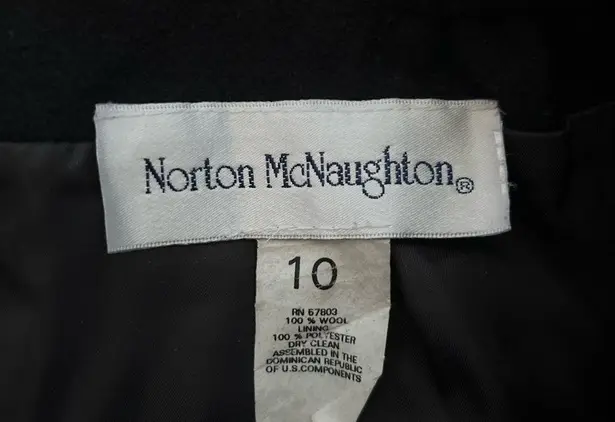 Norton McNaughton®
10
RN 67803
100 % WOOL
LINING
100 % POLYESTER
DRY CLEAN
ASSEMBLED IN THE
DOMINICAN REPUBLIC
OF U.S.COMPONENTS